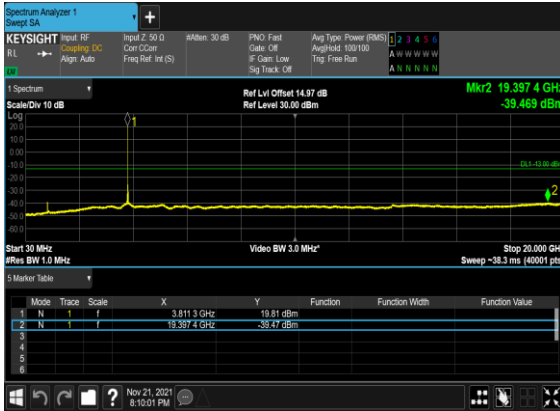 Spectrum Analyzer 1
Swept SA
+
KEYSIGHT Input: RF Input Z: 50 Ω #Atten: 30 dB PNO: Fast Avg Type: Power (RMS) 1 2 3 4 5 6
RL Coupling: DC Corr CCorr Gate: Off Avg|Hold: 100/100 A W W W W W
Align: Auto Freq Ref: Int (S) IF Gain: Low Trig: Free Run
Sig Track: Off A N N N N N
1 Spectrum
Scale/Div 10 dB
Ref Lvl Offset 14.97 dB
Ref Level 30.00 dBm
Mkr2 19.397 4 GHz
-39.469 dBm
Log
20.0
10.0
0.00
-10.0
-20.0
-30.0
-40.0
-50.0
-60.0
1
DL1 -13.00 dBm
2
Start 30 MHz Video BW 3.0 MHz* Stop 20.000 GHz
#Res BW 1.0 MHz Sweep ~38.3 ms (40001 pts)
5 Marker Table
Mode Trace Scale X Y Function Function Width Function Value
1 N 1 f 3.811 3 GHz 19.81 dBm
2 N 1 f 19.397 4 GHz -39.47 dBm
3
4
5
6
?
Nov 21, 2021
8:10:01 PM